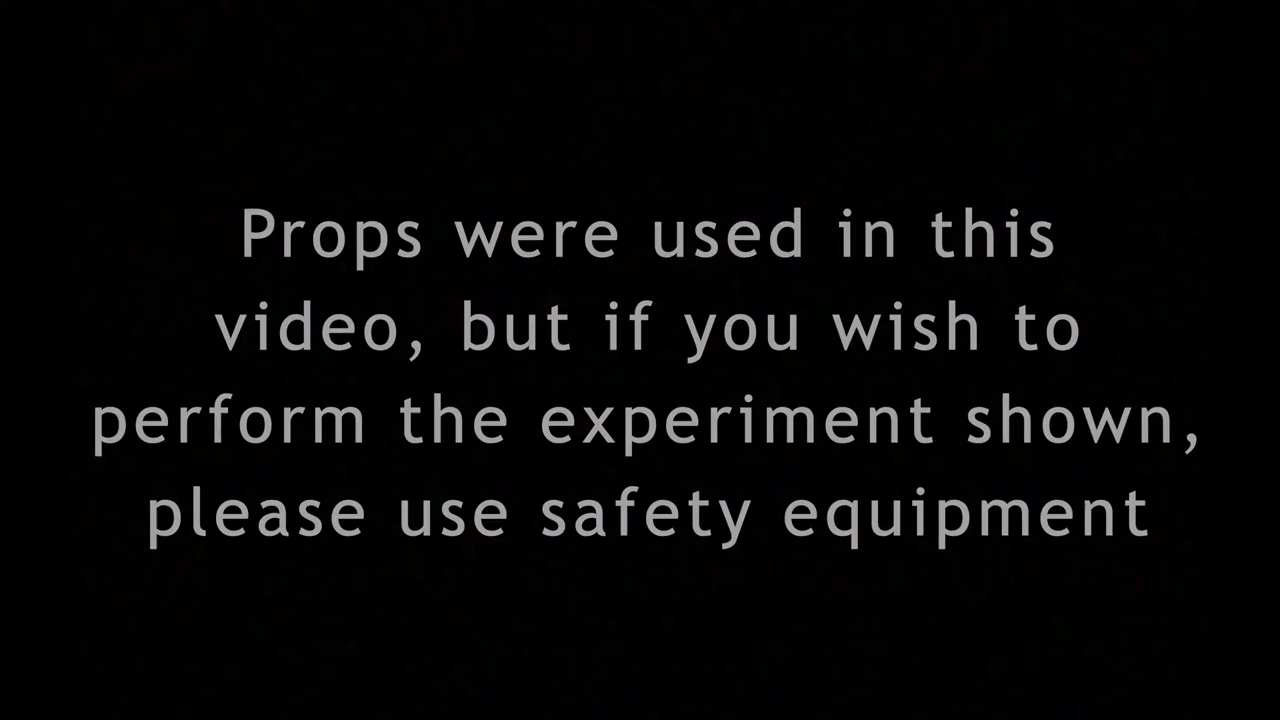 Props were used in this
video, but if you wish to
perform the experiment shown,
please use safety equipment